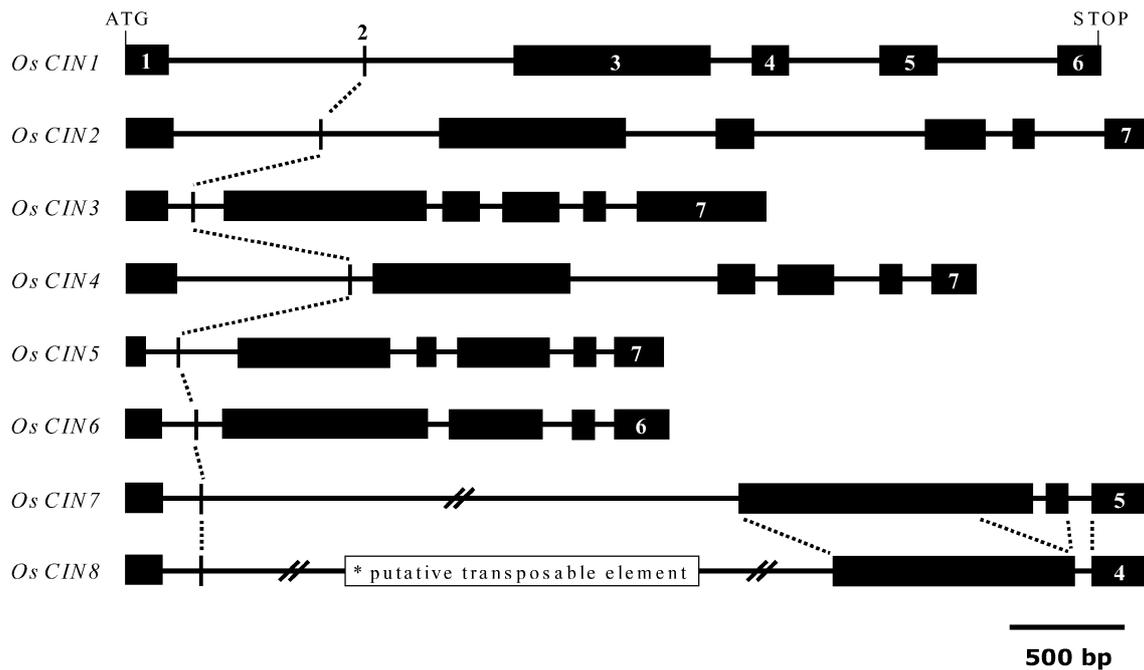 ATG
STOP
2
Os CIN1
1
3
4
5
6
Os CIN2
7
Os CIN3
7
Os CIN4
7
Os CIN5
7
Os CIN6
6
Os CIN7
5
Os CIN8
* putative transposable element
4
500 bp